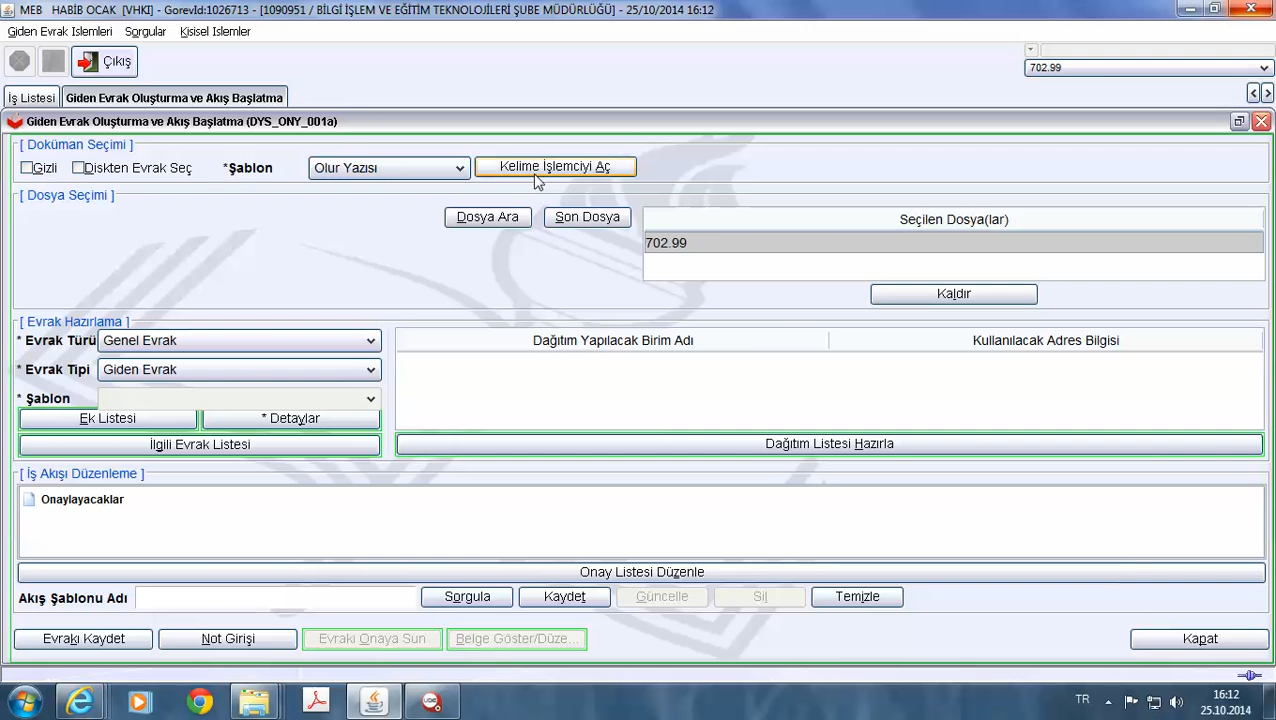 MEB HABİB OCAK [VHKI] - GorevId:1026713 - [1090951 / BİLGİ İŞLEM VE EĞİTİM TEKNOLOJİLERİ ŞUBE MÜDÜRLÜĞÜ] - 25/10/2014 16:12
Giden Evrak Islemleri Sorgular Kisisel Islemler
Çıkış
702.99
İş Listesi Giden Evrak Oluşturma ve Akış Başlatma
Giden Evrak Oluşturma ve Akış Başlatma (DYS_ONY_001a)
[ Doküman Seçimi ]
Gizli Diskten Evrak Seç *Şablon Olur Yazısı Kelime İşlemciyi Aç
[ Dosya Seçimi ]
Dosya Ara Son Dosya Seçilen Dosya(lar)
702.99
Kaldır
[ Evrak Hazırlama ]
* Evrak Türü Genel Evrak Dağıtım Yapılacak Birim Adı Kullanılacak Adres Bilgisi
* Evrak Tipi Giden Evrak
* Şablon
Ek Listesi * Detaylar
İlgili Evrak Listesi Dağıtım Listesi Hazırla
[ İş Akışı Düzenleme ]
Onaylayacaklar
Onay Listesi Düzenle
Akış Şablonu Adı Sorgula Kaydet Güncelle Sil Temizle
Evrakı Kaydet Not Girişi Evrakı Onaya Sun Belge Göster/Düze... Kapat
TR 16:12
25.10.2014